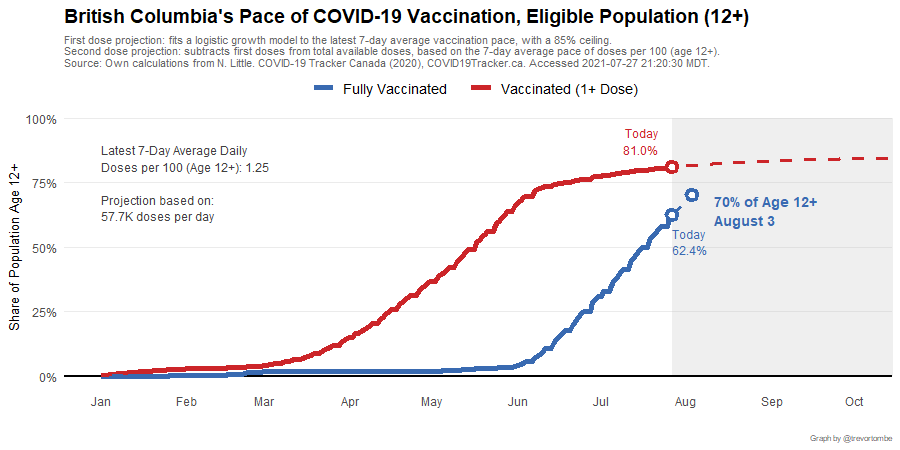 British Columbia's Pace of COVID-19 Vaccination, Eligible Population (12+)
First dose projection: fits a logistic growth model to the latest 7-day average vaccination pace, with a 85% ceiling.
Second dose projection: subtracts first doses from total available doses, based on the 7-day average pace of doses per 100 (age 12+).
Source: Own calculations from N. Little. COVID-19 Tracker Canada (2020), COVID19Tracker.ca. Accessed 2021-07-27 21:20:30 MDT.
Fully Vaccinated
Vaccinated (1+ Dose)
Share of Population Age 12+
100%
75%
50%
25%
0%
Latest 7-Day Average Daily
Doses per 100 (Age 12+): 1.25
Projection based on:
57.7K doses per day
Today
81.0%
70% of Age 12+
August 3
Today
62.4%
Jan
Feb
Mar
Apr
May
Jun
Jul
Aug
Sep
Oct
Graph by @trevortombe